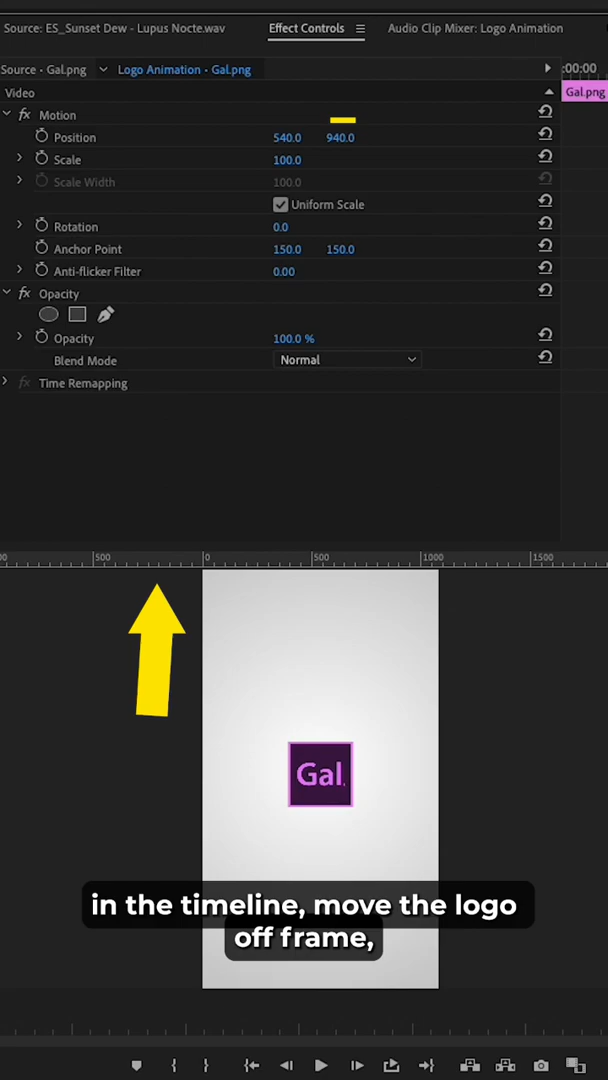 Source: ES_Sunset Dew - Lupus Nocte.wav Effect Controls Audio Clip Mixer: Logo Animation
Source · Gal.png Logo Animation · Gal.png :00:00
Video Gal.png
fx Motion
Position 540.0 940.0
Scale 100.0
Scale Width 100.0
Uniform Scale
Rotation 0.0
Anchor Point 150.0 150.0
Anti-flicker Filter 0.00
fx Opacity
Opacity 100.0 %
Blend Mode Normal
fx Time Remapping
500 0 500 1000 1500
Gal.
in the timeline, move the logo
off frame,